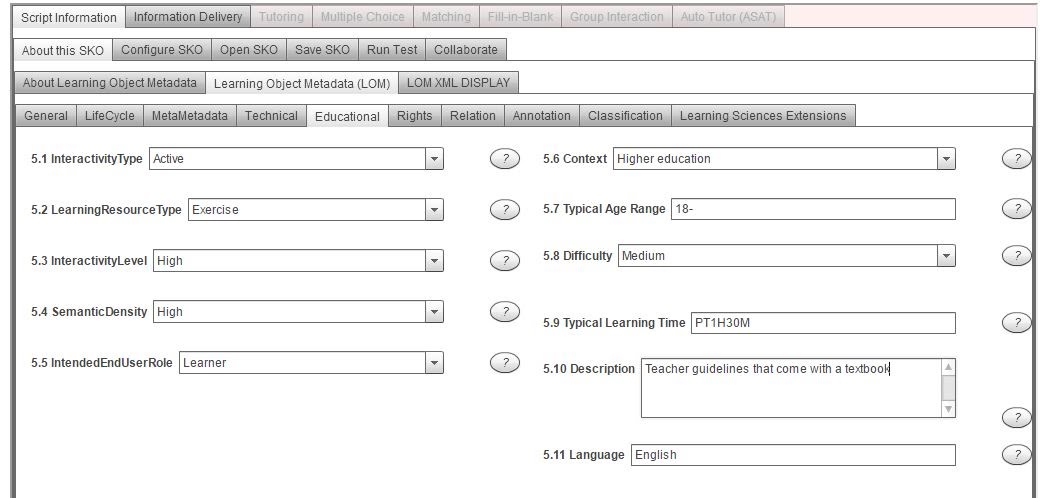 Script Information Information Delivery Tutoring Multiple Choice Matching Fill-in-Blank Group Interaction Auto Tutor (ASAT)
About this SKO Configure SKO Open SKO Save SKO Run Test Collaborate
About Learning Object Metadata Learning Object Metadata (LOM) LOM XML DISPLAY
General LifeCycle MetaMetadata Technical Educational Rights Relation Annotation Classification Learning Sciences Extensions
5.1 InteractivityType Active ?
5.2 LearningResourceType Exercise ?
5.3 InteractivityLevel High ?
5.4 SemanticDensity High ?
5.5 IntendedEndUserRole Learner ?
5.6 Context Higher education ?
5.7 Typical Age Range 18- ?
5.8 Difficulty Medium ?
5.9 Typical Learning Time PT1H30M ?
5.10 Description Teacher guidelines that come with a textbook ?
5.11 Language English ?